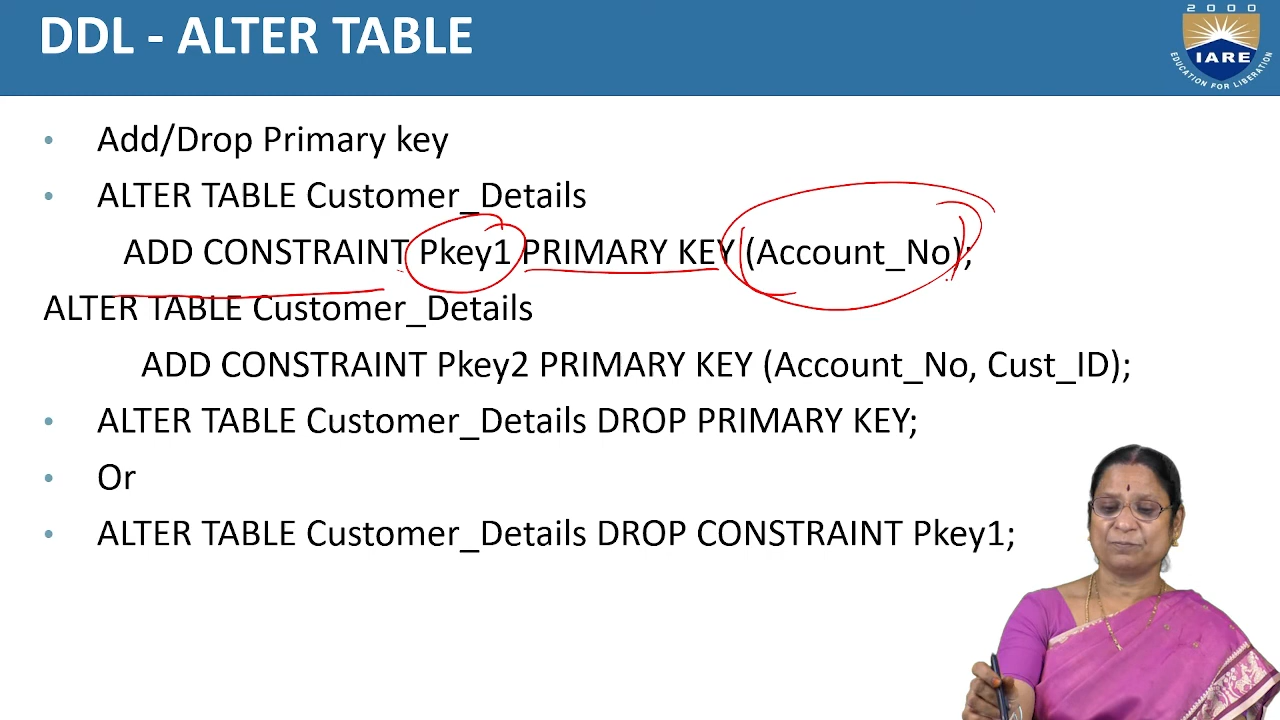 DDL - ALTER TABLE
2000
IARE
EDUCATION FOR LIBERATION
• Add/Drop Primary key
• ALTER TABLE Customer_Details
ADD CONSTRAINT Pkey1 PRIMARY KEY (Account_No);
ALTER TABLE Customer_Details
ADD CONSTRAINT Pkey2 PRIMARY KEY (Account_No, Cust_ID);
• ALTER TABLE Customer_Details DROP PRIMARY KEY;
• Or
• ALTER TABLE Customer_Details DROP CONSTRAINT Pkey1;